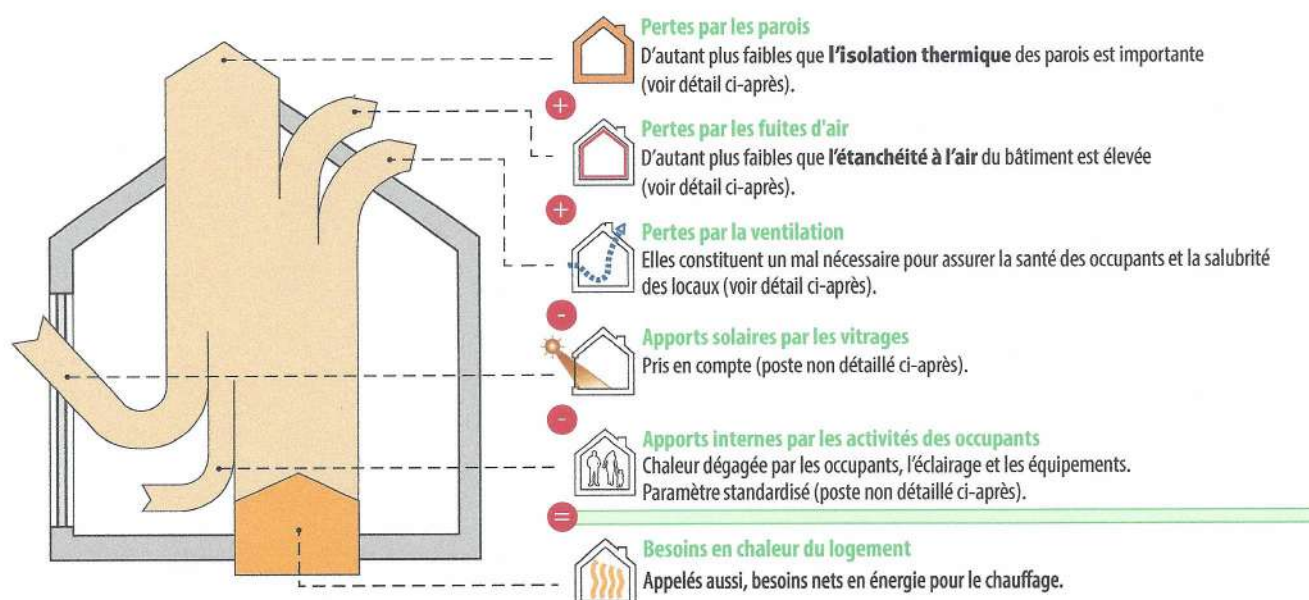 Pertes par les parois
D'autant plus faibles que l'isolation thermique des parois est importante
(voir détail ci-après).
+
Pertes par les fuites d'air
D'autant plus faibles que l'étanchéité à l'air du bâtiment est élevée
(voir détail ci-après).
+
Pertes par la ventilation
Elles constituent un mal nécessaire pour assurer la santé des occupants et la salubrité
des locaux (voir détail ci-après).
-
Apports solaires par les vitrages
Pris en compte (poste non détaillé ci-après).
-
Apports internes par les activités des occupants
Chaleur dégagée par les occupants, l'éclairage et les équipements.
Paramètre standardisé (poste non détaillé ci-après).
=
Besoins en chaleur du logement
Appelés aussi, besoins nets en énergie pour le chauffage.